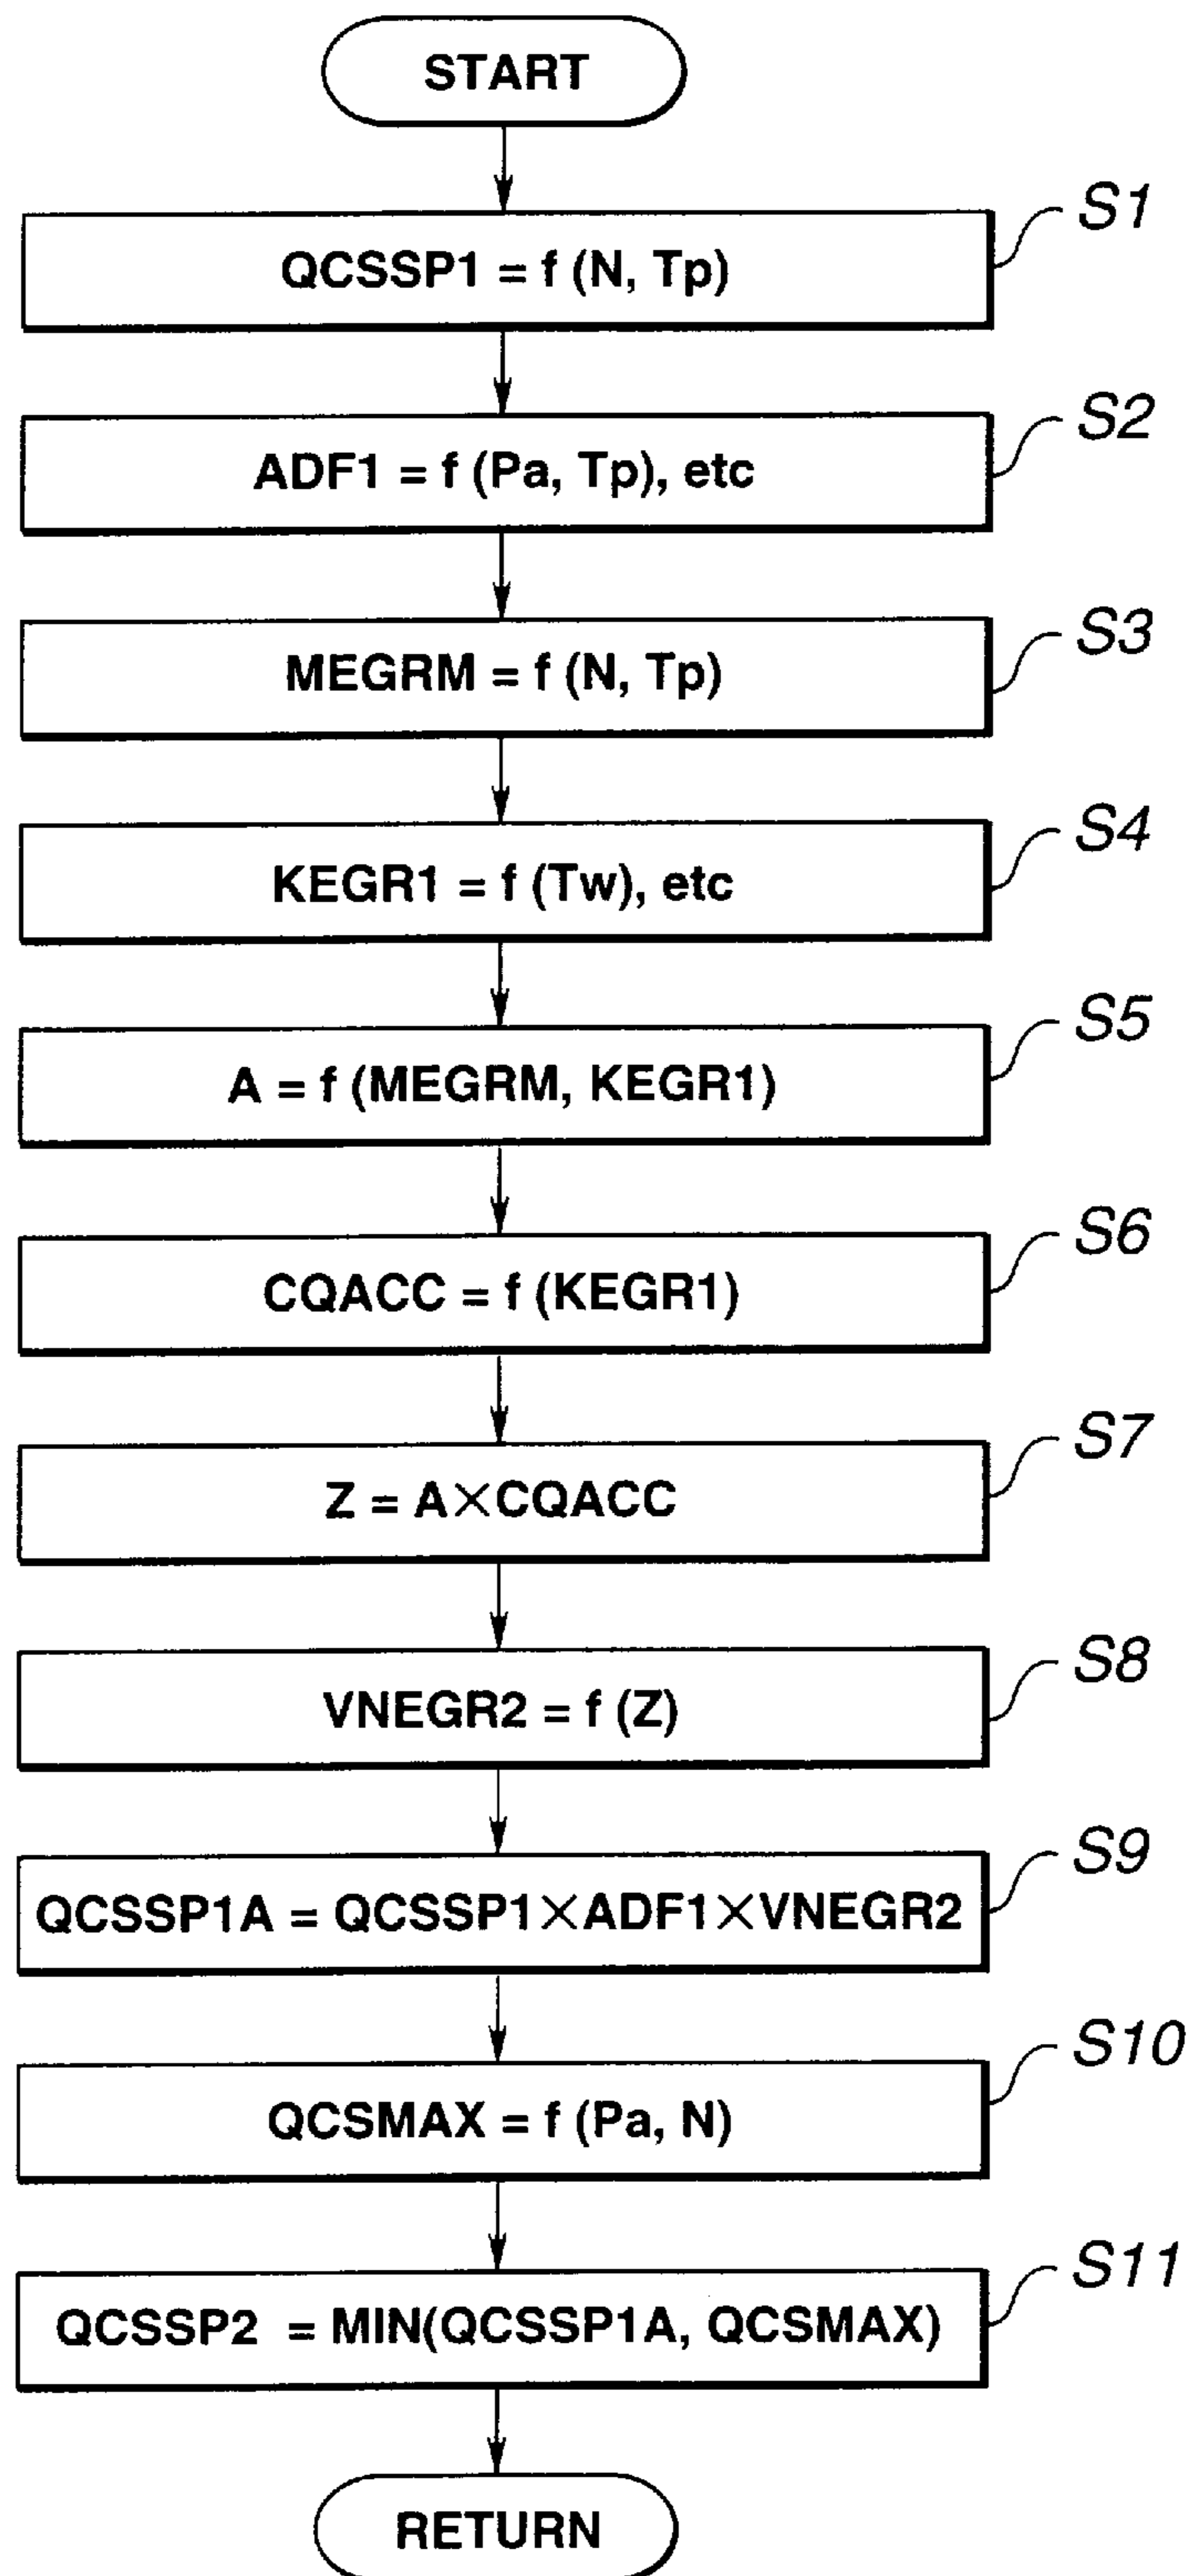 START
S1
QCSSP1 = f (N, Tp)
S2
ADF1 = f (Pa, Tp), etc
S3
MEGRM = f (N, Tp)
S4
KEGR1 = f (Tw), etc
S5
A = f (MEGRM, KEGR1)
S6
CQACC = f (KEGR1)
S7
Z = A×CQACC
S8
VNEGR2 = f (Z)
S9
QCSSP1A = QCSSP1×ADF1×VNEGR2
S10
QCSMAX = f (Pa, N)
S11
QCSSP2 = MIN(QCSSP1A, QCSMAX)
RETURN